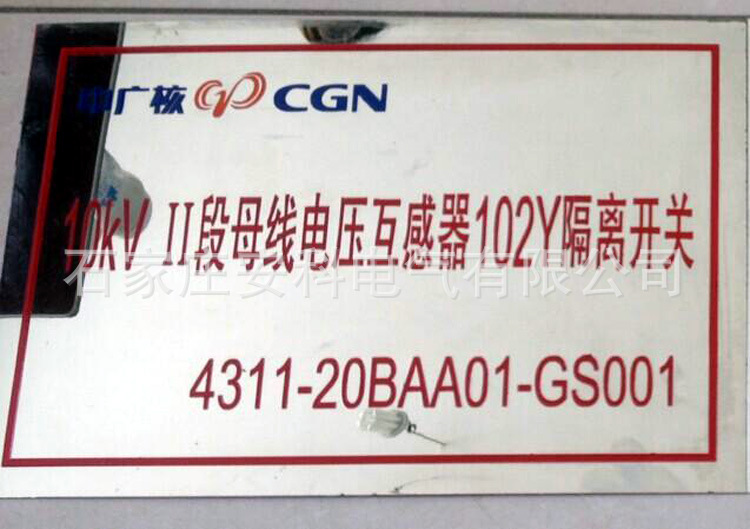 中广核 CGN
10kV II段母线电压互感器102Y隔离开关
石家庄安科电气有限公司
4311-20BAA01-GS001